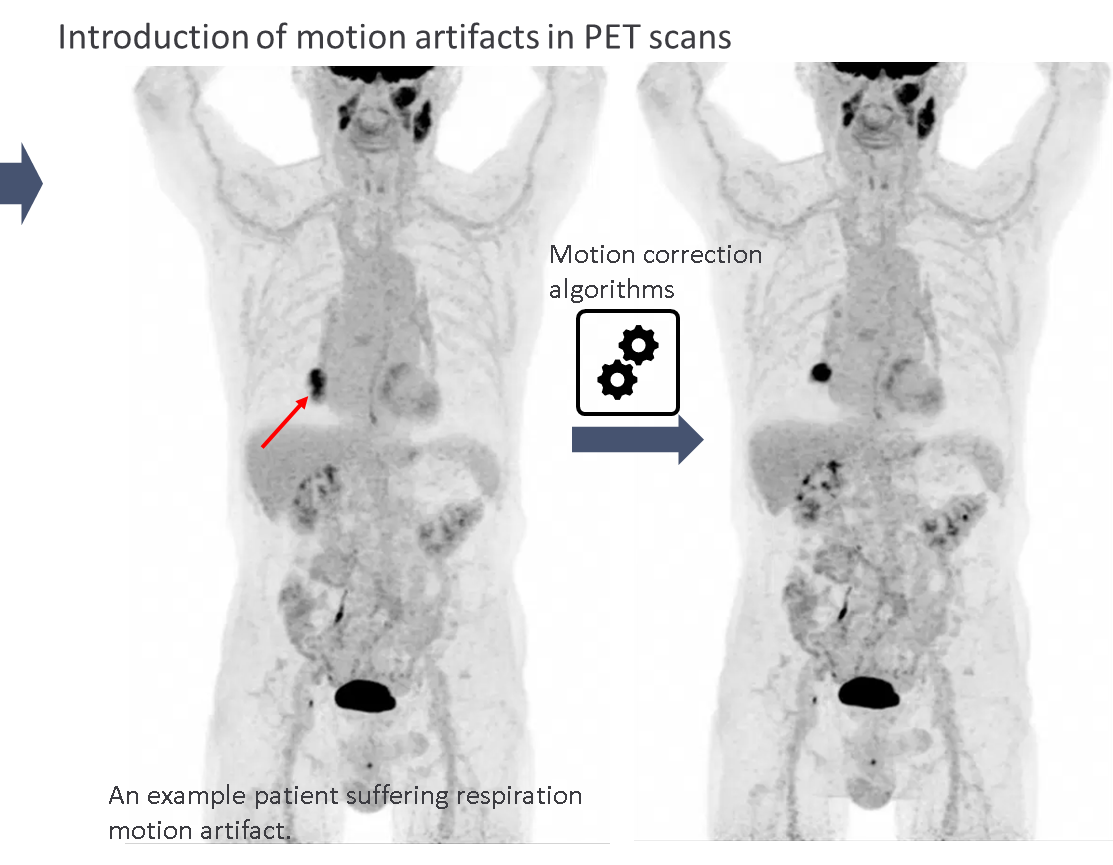 Introduction of motion artifacts in PET scans
Motion correction
algorithms
An example patient suffering respiration
motion artifact.